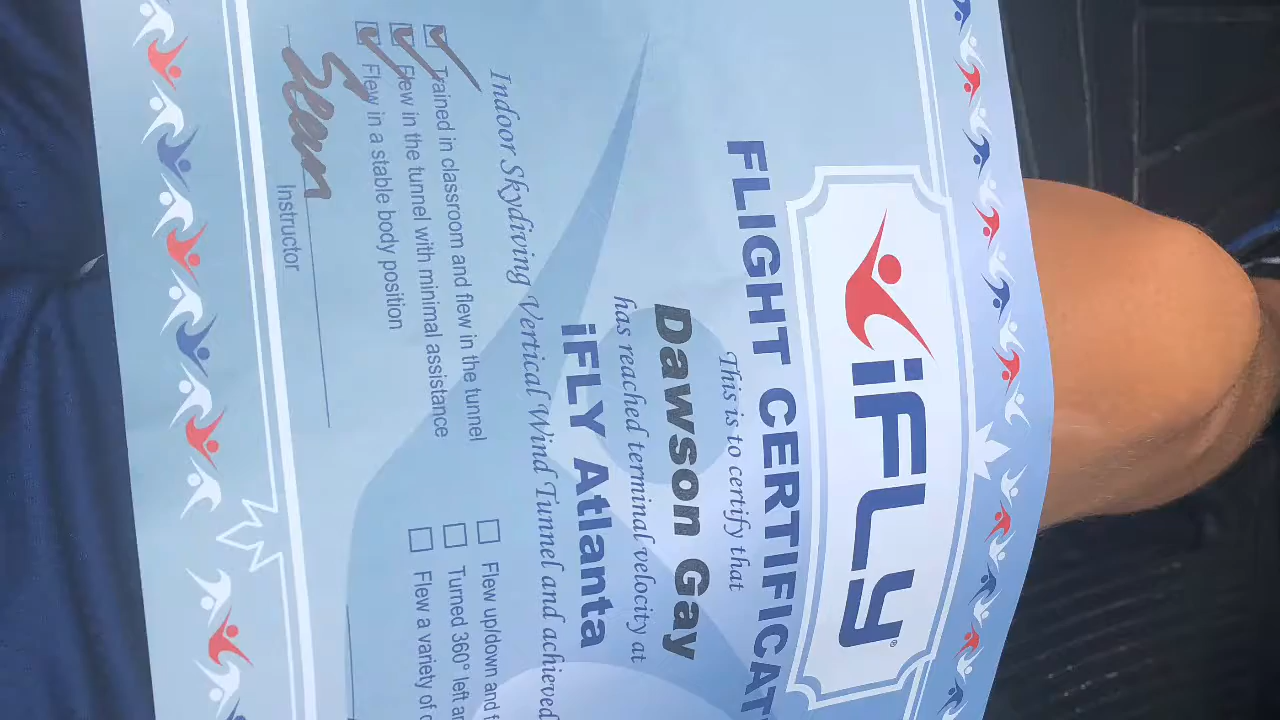 iFLY®
FLIGHT CERTIFICAT
This is to certify that
Dawson Gay
has reached terminal velocity at
iFLY Atlanta
Indoor Skydiving Vertical Wind Tunnel and achieved
Trained in classroom and flew in the tunnel
Flew in the tunnel with minimal assistance
Flew in a stable body position
Flew up/down and f
Turned 360° left ar
Flew a variety of
Instructor